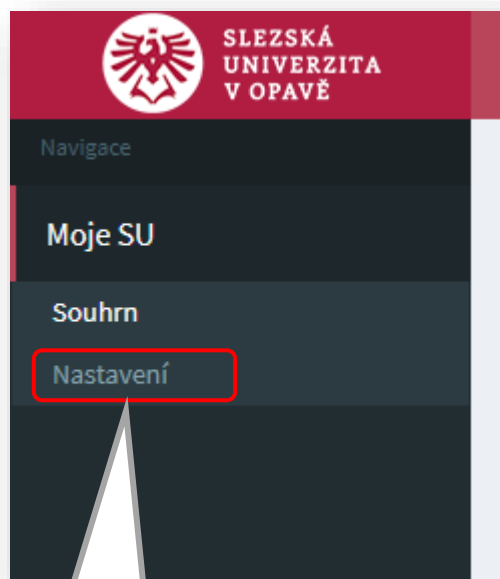 SLEZSKÁ
UNIVERZITA
V OPAVĚ
Navigace
Moje SU
Souhrn
Nastavení